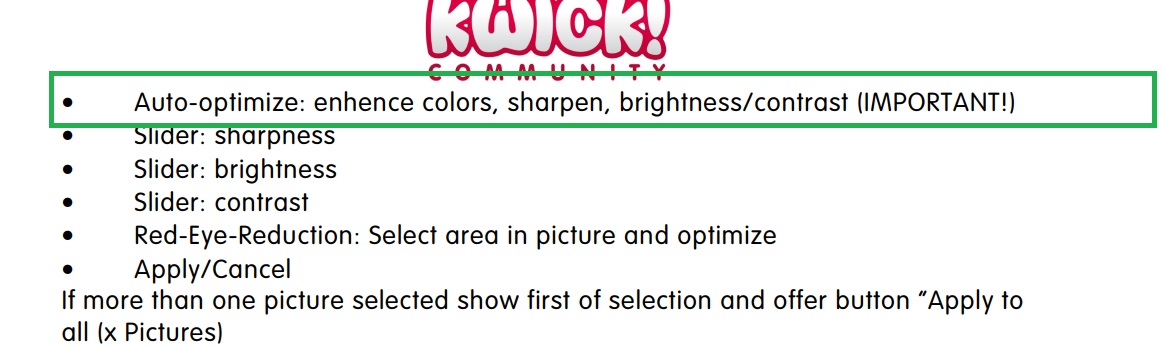 kwick!
COMMUNITY
• Auto-optimize: enhence colors, sharpen, brightness/contrast (IMPORTANT!)
• Slider: sharpness
• Slider: brightness
• Slider: contrast
• Red-Eye-Reduction: Select area in picture and optimize
• Apply/Cancel
If more than one picture selected show first of selection and offer button “Apply to
all (x Pictures)